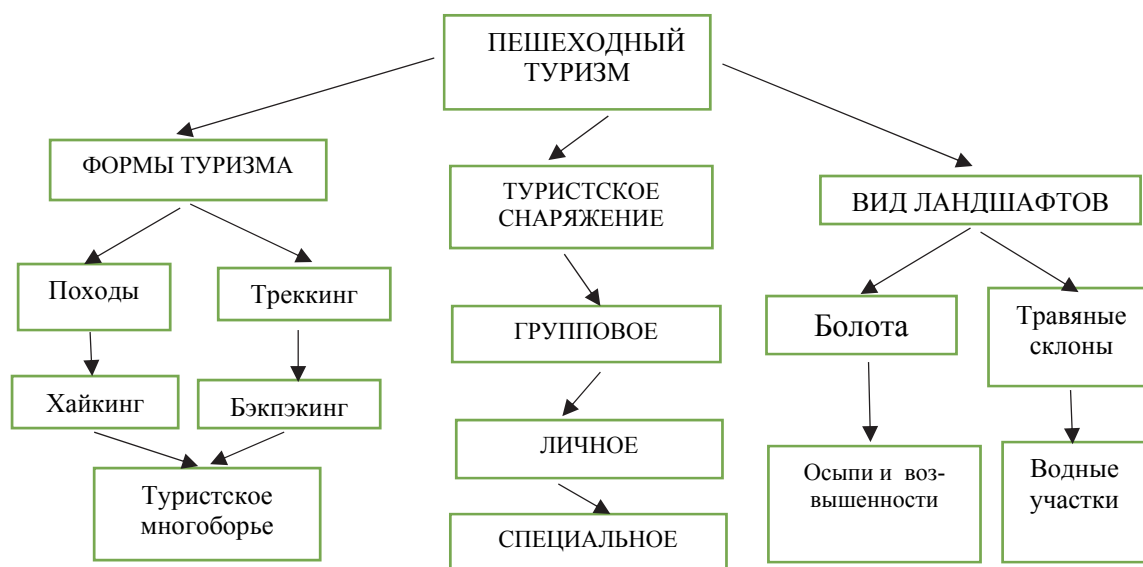 ПЕШЕХОДНЫЙ
ТУРИЗМ
ФОРМЫ ТУРИЗМА
ТУРИСТСКОЕ
СНАРЯЖЕНИЕ
ВИД ЛАНДШАФТОВ
Походы
Треккинг
ГРУППОВОЕ
Болота
Травяные
склоны
Хайкинг
Бэкпэкинг
ЛИЧНОЕ
Осыпи и воз-
вышенности
Водные
участки
Туристское
многоборье
СПЕЦИАЛЬНОЕ